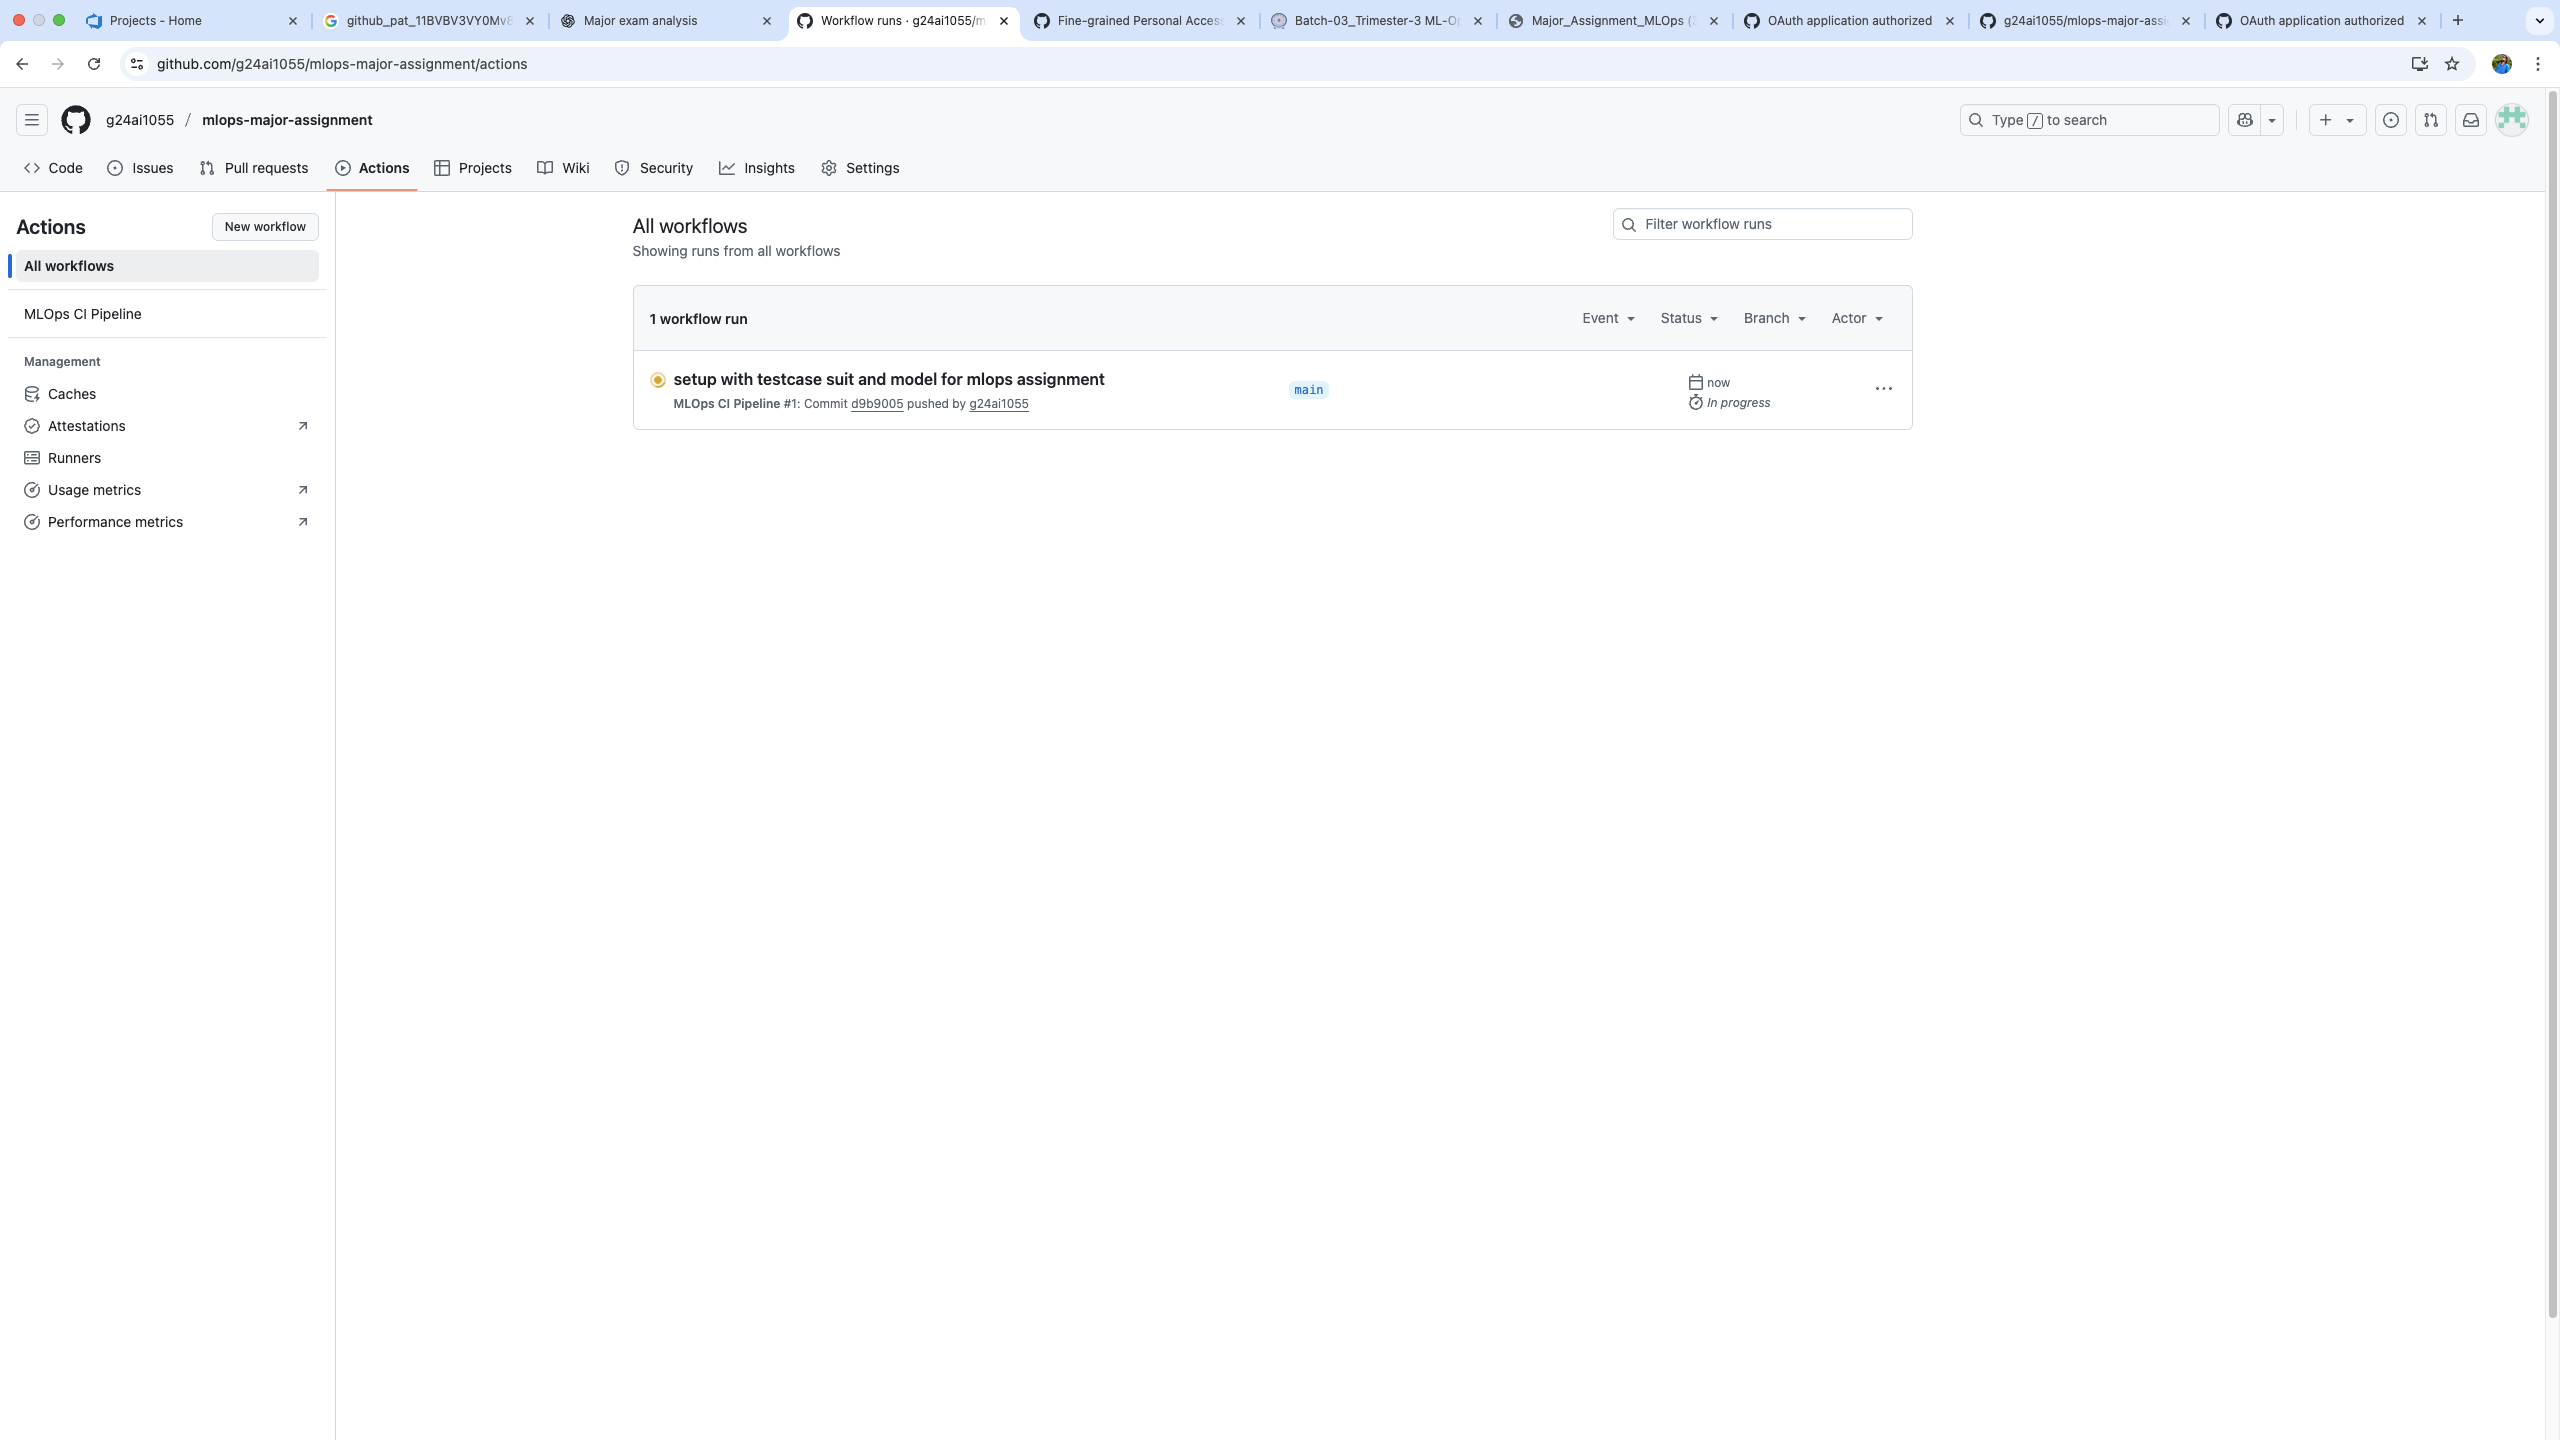 Projects - Home
github_pat_11BVBV3VY0Mv8
Major exam analysis
Workflow runs · g24ai1055/m
Fine-grained Personal Access
Batch-03_Trimester-3 ML-Op
Major_Assignment_MLOps (3
OAuth application authorized
g24ai1055/mlops-major-assi
OAuth application authorized
github.com/g24ai1055/mlops-major-assignment/actions
g24ai1055 / mlops-major-assignment
Type / to search
Code
Issues
Pull requests
Actions
Projects
Wiki
Security
Insights
Settings
Actions
New workflow
All workflows
MLOps CI Pipeline
Management
Caches
Attestations
Runners
Usage metrics
Performance metrics
All workflows
Showing runs from all workflows
Filter workflow runs
1 workflow run
Event
Status
Branch
Actor
setup with testcase suit and model for mlops assignment
MLOps CI Pipeline #1: Commit d9b9005 pushed by g24ai1055
main
now
In progress